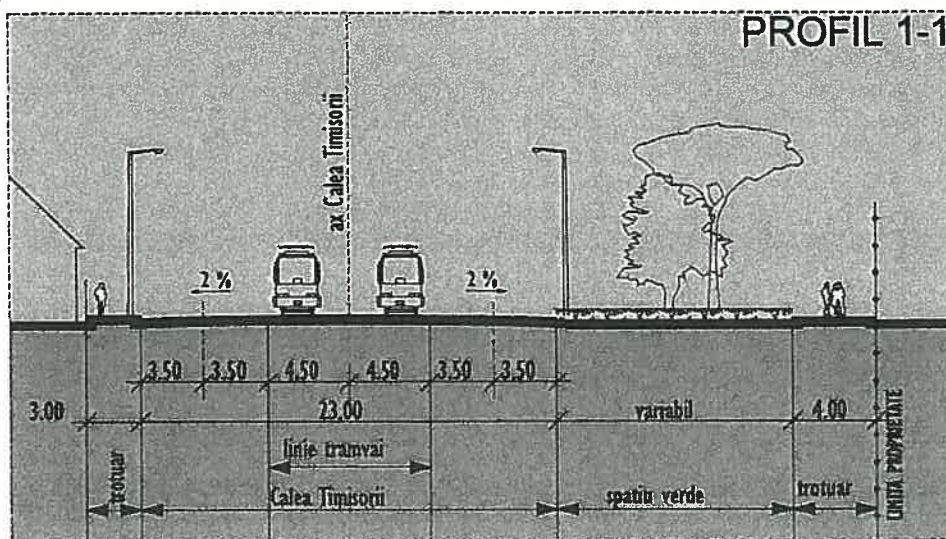 PROFIL 1-1
ax Calea Timisorii
2 %
2 %
3.50 3.50 4.50 4.50 3.50 3.50
3.00 23.00 variabil 4.00
linie tramvai
trotuar Calea Timisorii spatiu verde trotuar
LIMITA PROPRIETATE